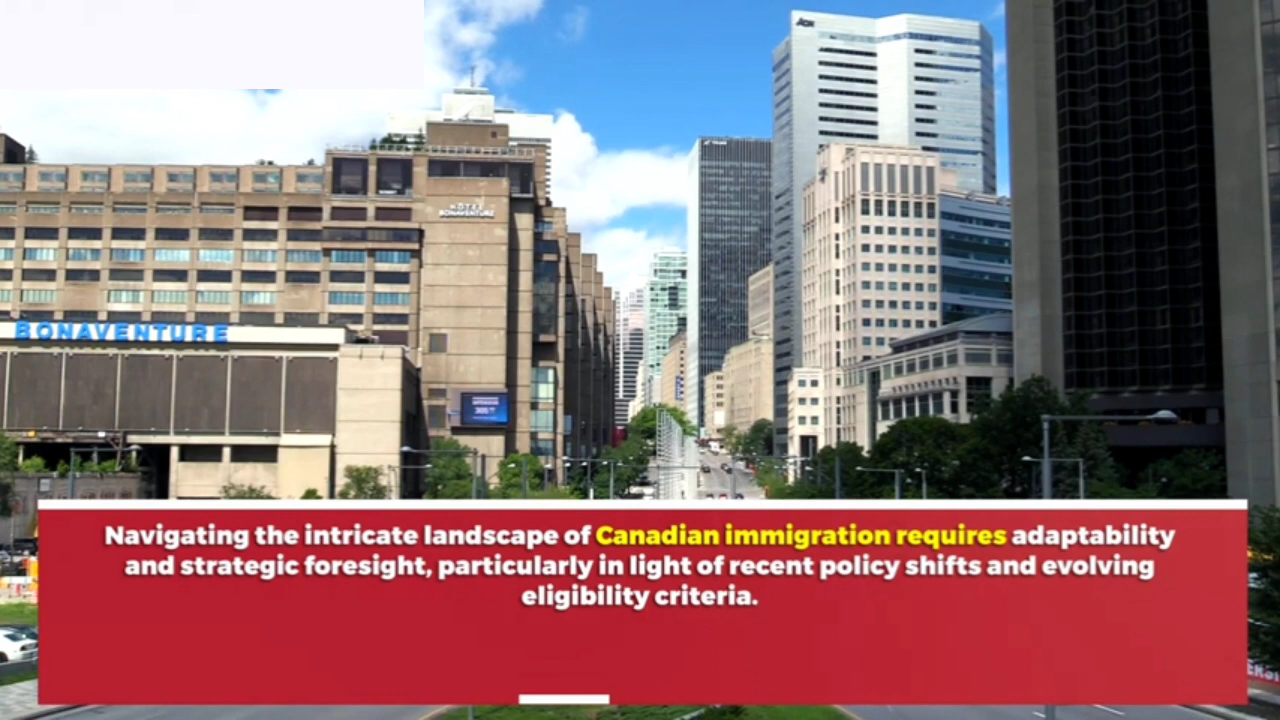 HOTEL
BONAVENTURE
BONAVENTURE
Navigating the intricate landscape of Canadian immigration requires adaptability
and strategic foresight, particularly in light of recent policy shifts and evolving
eligibility criteria.